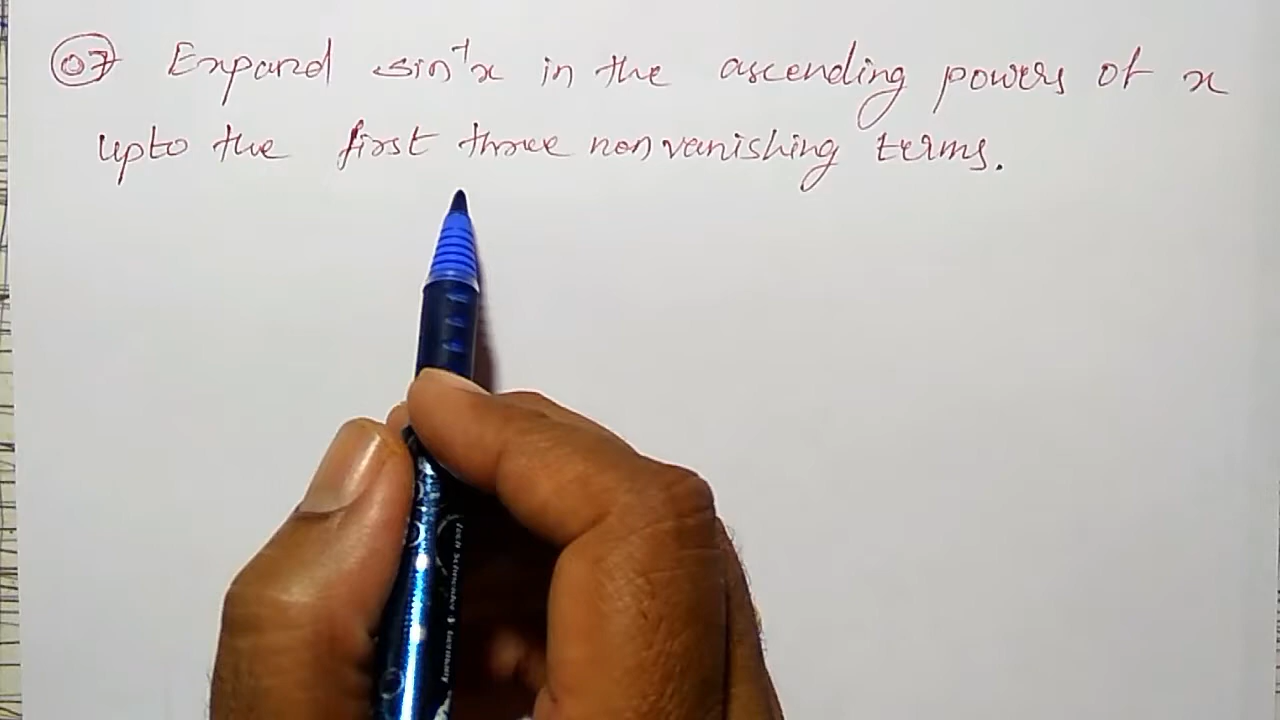 07 Expand sin⁻¹x in the ascending powers of x
upto the first three nonvanishing terms.